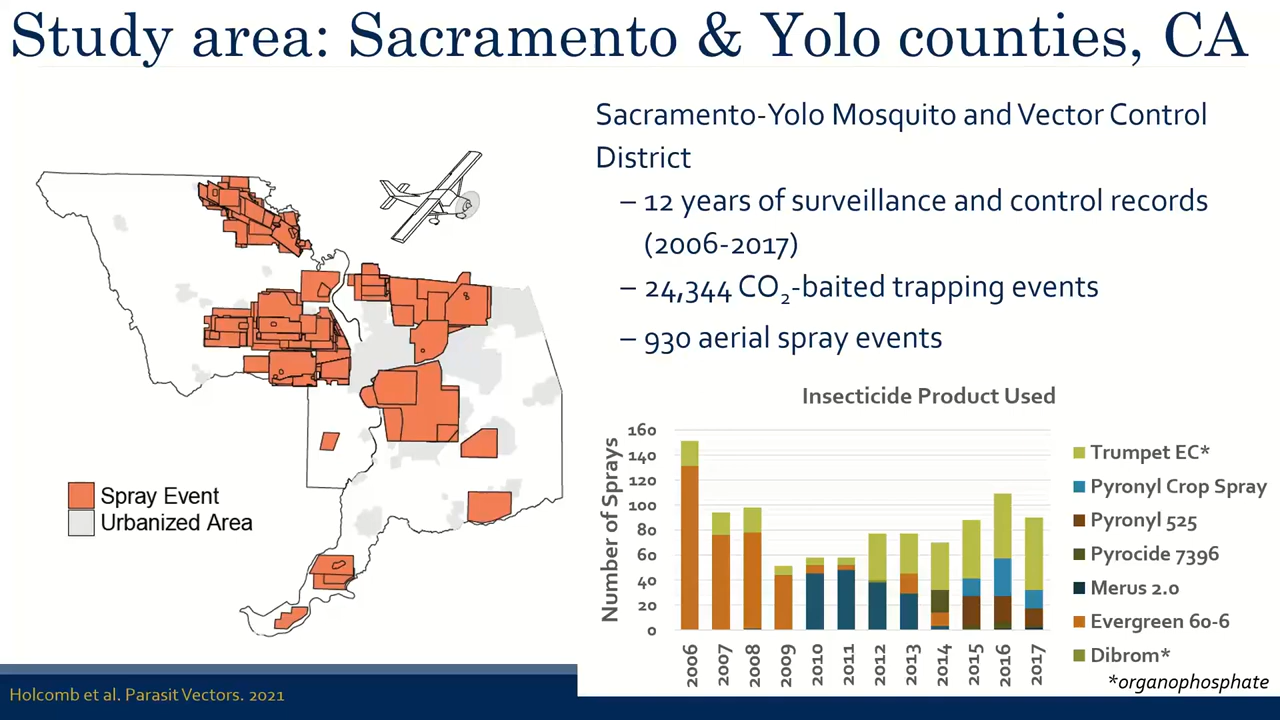 Study area: Sacramento & Yolo counties, CA
Sacramento-Yolo Mosquito and Vector Control
District
– 12 years of surveillance and control records
(2006-2017)
– 24,344 CO₂-baited trapping events
– 930 aerial spray events
Spray Event
Urbanized Area
Insecticide Product Used
Number of Sprays
160
140
120
100
80
60
40
20
0
2006
2007
2008
2009
2010
2011
2012
2013
2014
2015
2016
2017
Trumpet EC*
Pyronyl Crop Spray
Pyronyl 525
Pyrocide 7396
Merus 2.0
Evergreen 60-6
Dibrom*
*organophosphate
Holcomb et al. Parasit Vectors. 2021